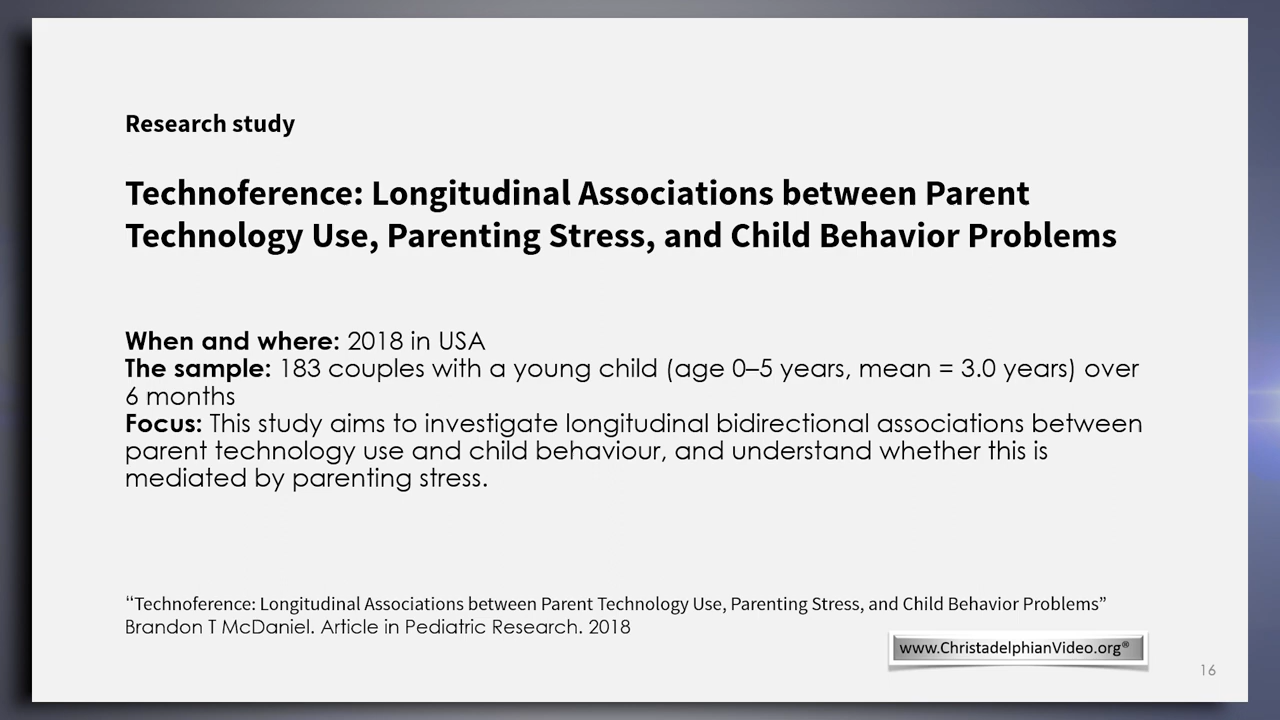 Research study
Technoference: Longitudinal Associations between Parent
Technology Use, Parenting Stress, and Child Behavior Problems
When and where: 2018 in USA
The sample: 183 couples with a young child (age 0–5 years, mean = 3.0 years) over
6 months
Focus: This study aims to investigate longitudinal bidirectional associations between
parent technology use and child behaviour, and understand whether this is
mediated by parenting stress.
“Technoference: Longitudinal Associations between Parent Technology Use, Parenting Stress, and Child Behavior Problems”
Brandon T McDaniel. Article in Pediatric Research. 2018
www.ChristadelphianVideo.org®
16